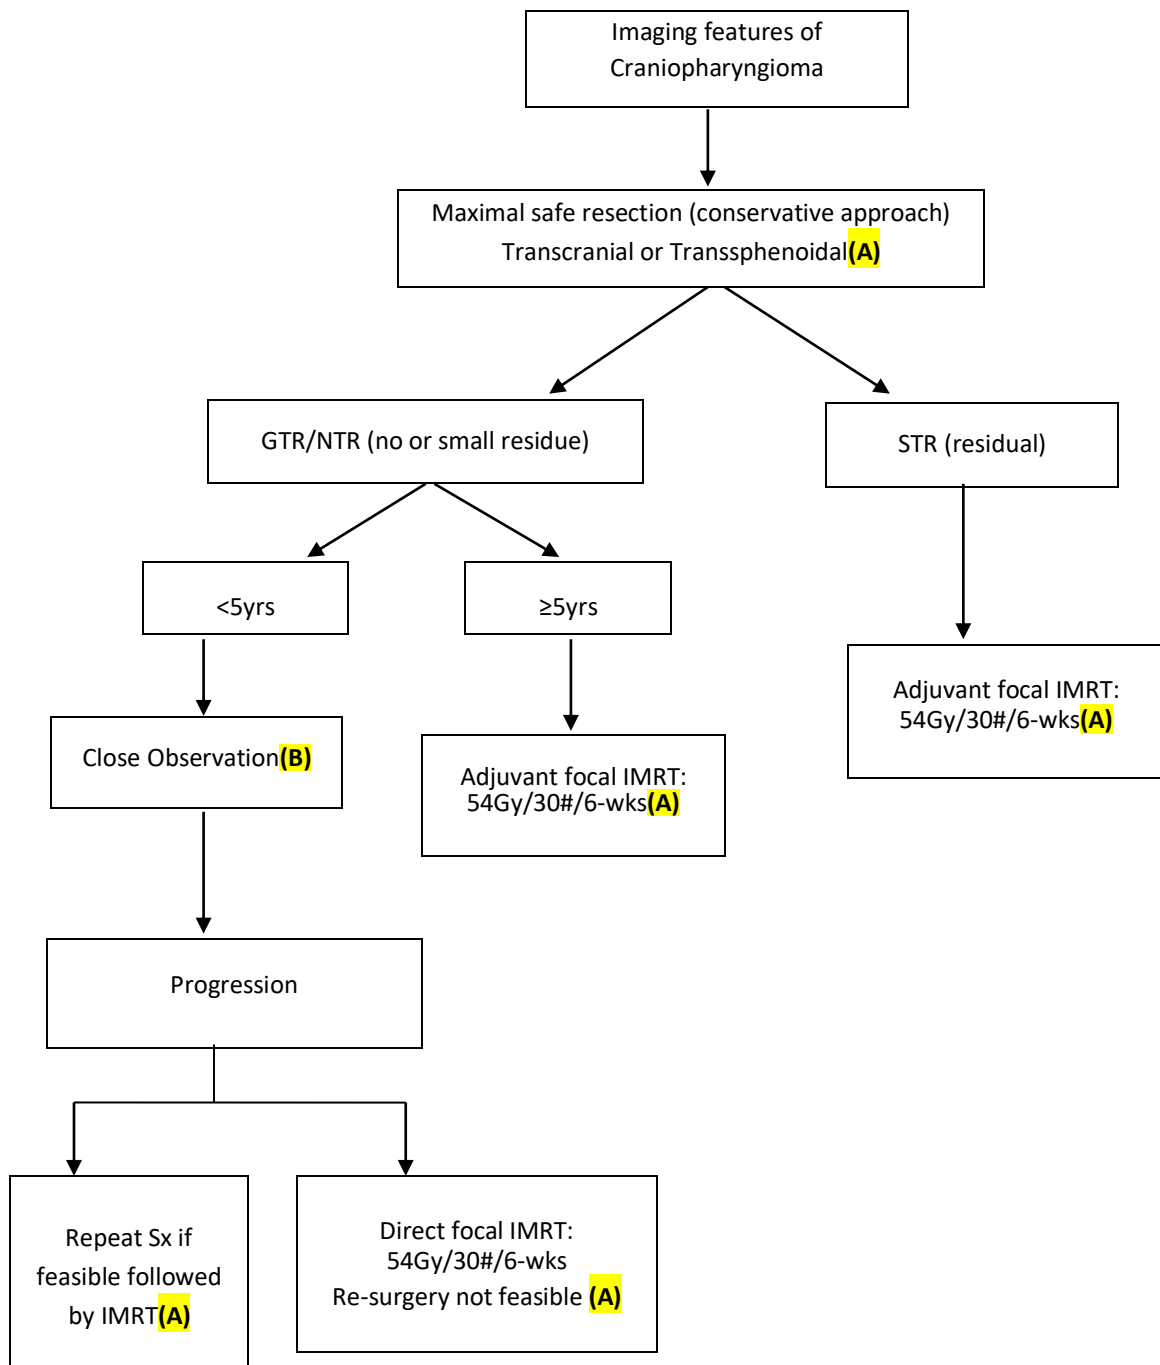 Imaging features of
Craniopharyngioma
Maximal safe resection (conservative approach)
Transcranial or Transsphenoidal(A)
GTR/NTR (no or small residue)
STR (residual)
<5yrs
≥5yrs
Adjuvant focal IMRT:
54Gy/30#/6-wks(A)
Close Observation(B)
Adjuvant focal IMRT:
54Gy/30#/6-wks(A)
Progression
Repeat Sx if
feasible followed
by IMRT(A)
Direct focal IMRT:
54Gy/30#/6-wks
Re-surgery not feasible (A)